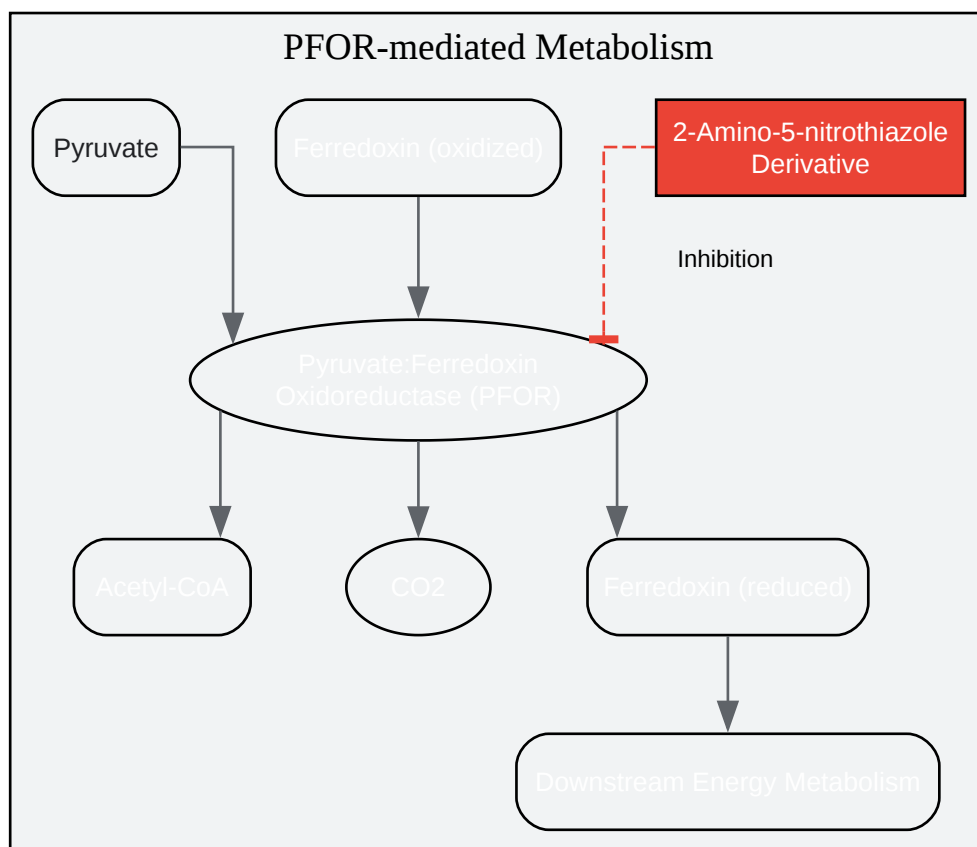 PFOR-mediated Metabolism
Pyruvate
Ferredoxin (oxidized)
2-Amino-5-nitrothiazole
Derivative
Inhibition
Pyruvate:Ferredoxin
Oxidoreductase (PFOR)
Acetyl-CoA
CO2
Ferredoxin (reduced)
Downstream Energy Metabolism